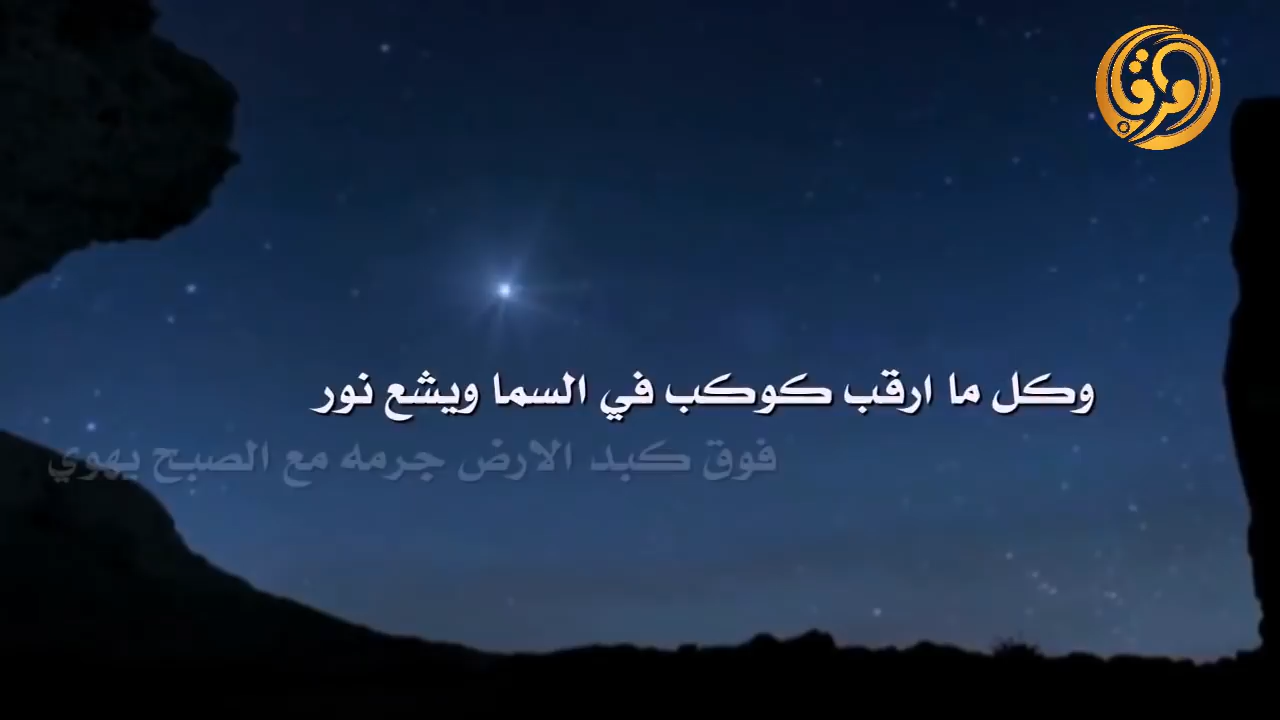 وكل ما ارقب كوكب في السما ويشع نور
فوق كبد الارض جرمه مع الصبح يهوي